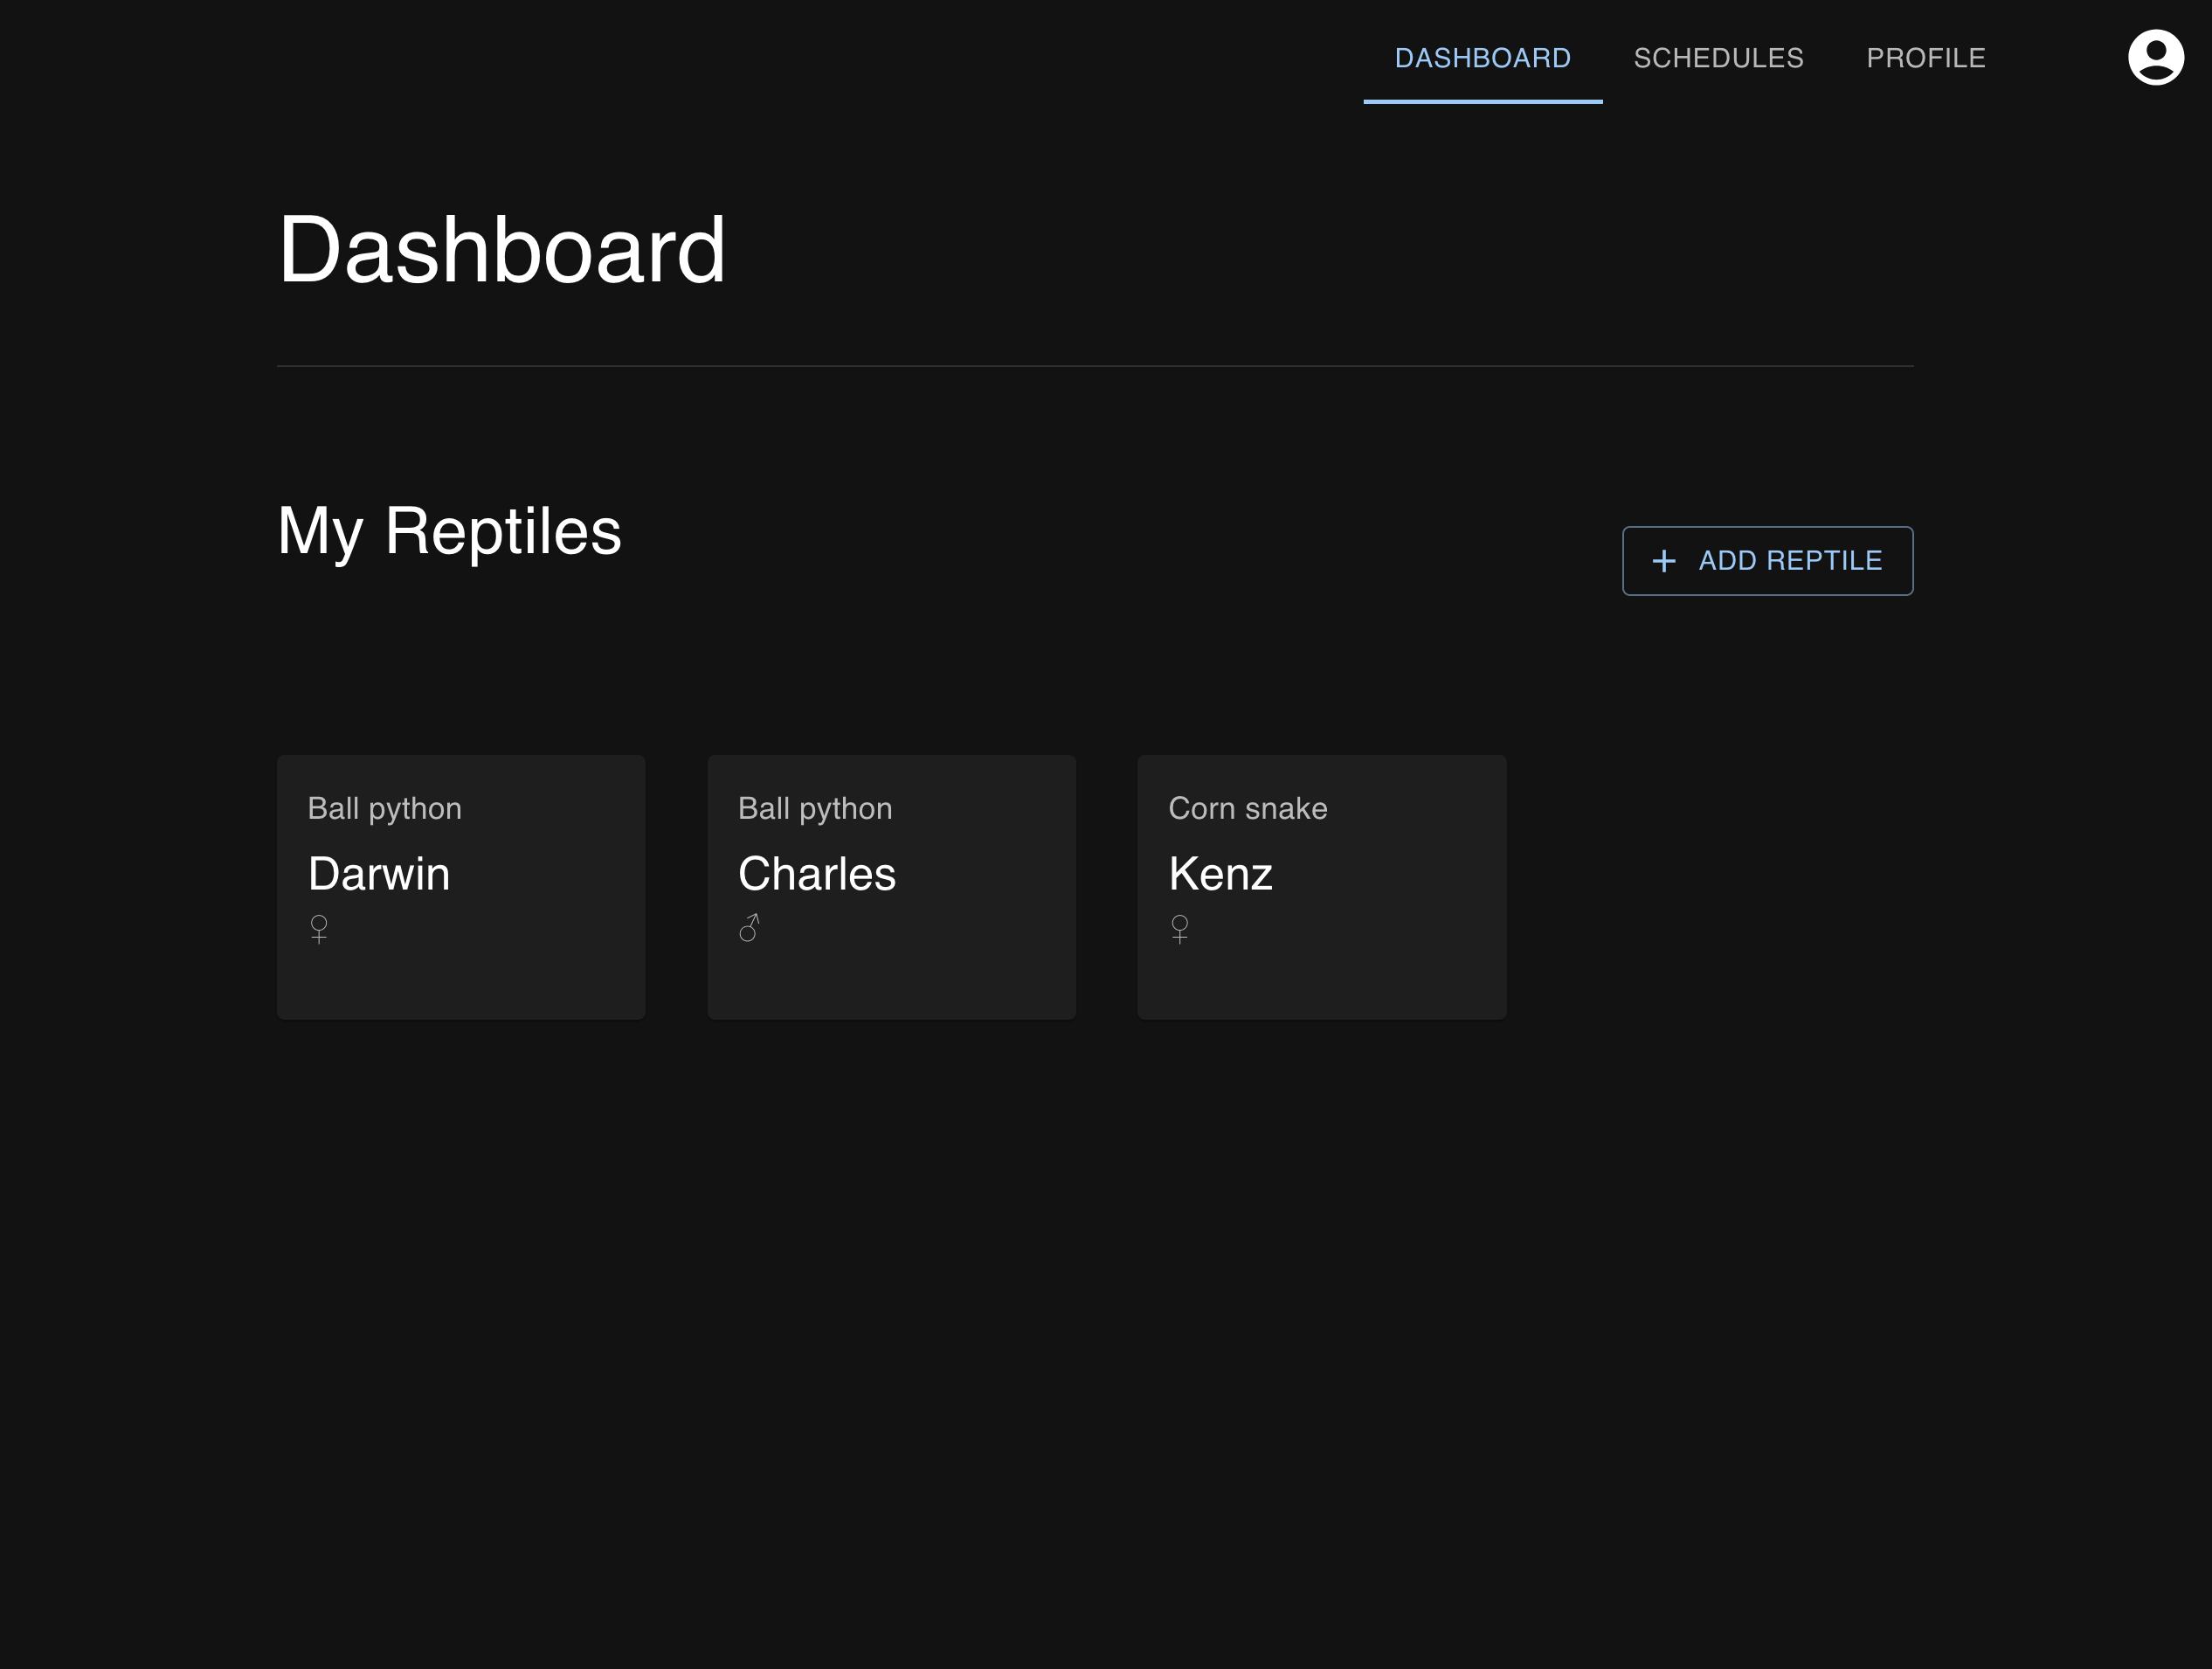 DASHBOARD SCHEDULES PROFILE
Dashboard
My Reptiles
+ ADD REPTILE
Ball python
Darwin
♀
Ball python
Charles
♂
Corn snake
Kenz
♀